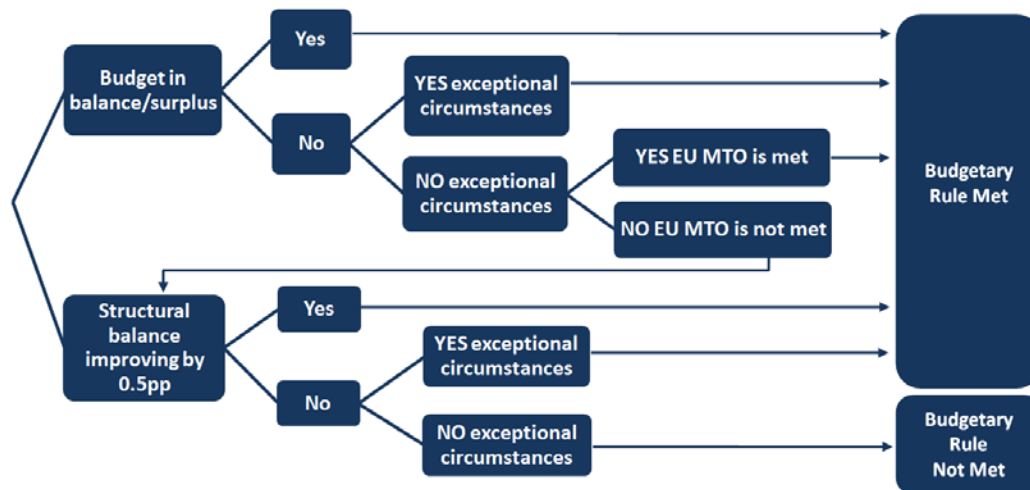 Yes
Budget in
balance/surplus
YES exceptional
circumstances
No
YES EU MTO is met
NO exceptional
circumstances
NO EU MTO is not met
Budgetary
Rule Met
Structural
balance
improving by
0.5pp
Yes
YES exceptional
circumstances
No
NO exceptional
circumstances
Budgetary
Rule
Not Met